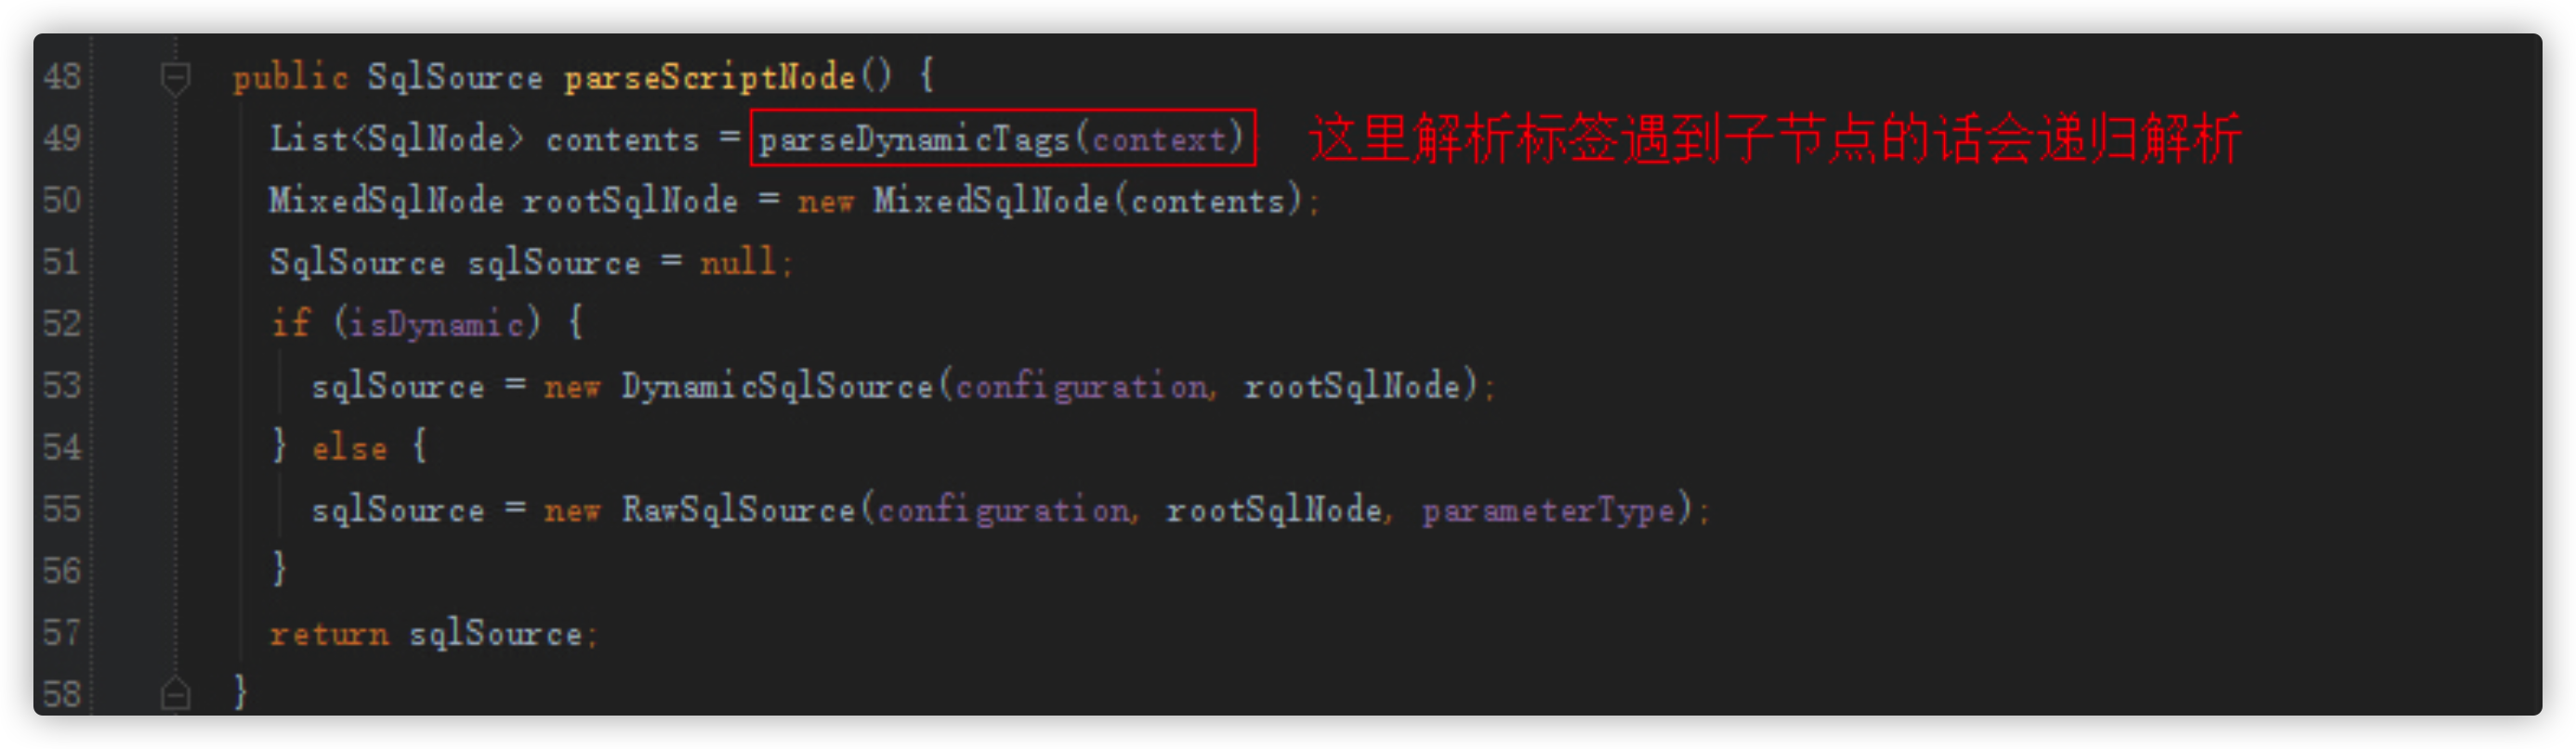 48 public SqlSource parseScriptNode() {
49 List<SqlNode> contents = parseDynamicTags(context) 这里解析标签遇到子节点的话会递归解析
50 MixedSqlNode rootSqlNode = new MixedSqlNode(contents);
51 SqlSource sqlSource = null;
52 if (isDynamic) {
53 sqlSource = new DynamicSqlSource(configuration, rootSqlNode);
54 } else {
55 sqlSource = new RawSqlSource(configuration, rootSqlNode, parameterType);
56 }
57 return sqlSource;
58 }